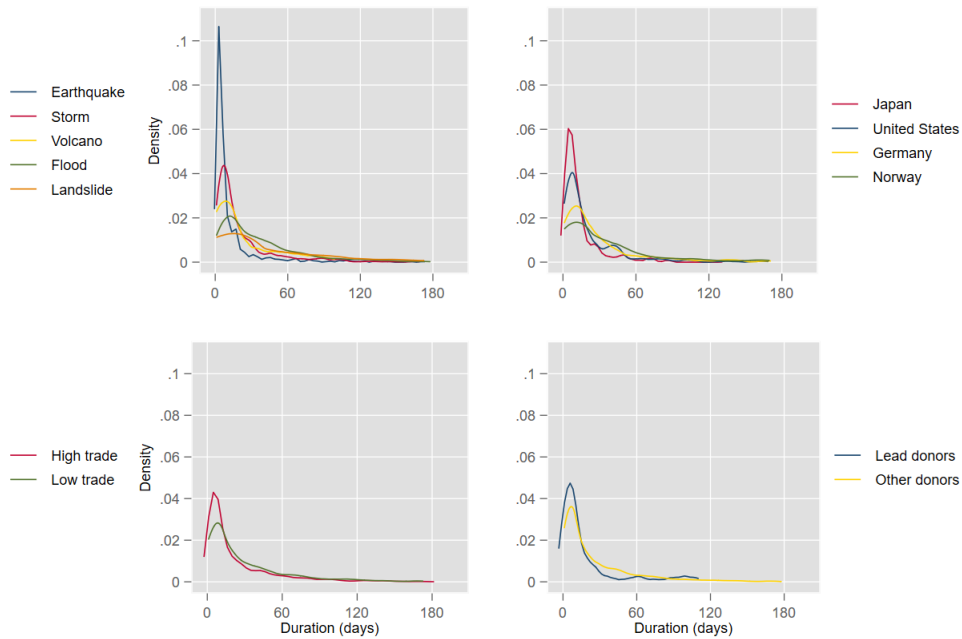 Earthquake
Storm
Volcano
Flood
Landslide
Density
.1
.08
.06
.04
.02
0
0 60 120 180
.1
.08
.06
.04
.02
0
0 60 120 180
Japan
United States
Germany
Norway
High trade
Low trade
Density
.1
.08
.06
.04
.02
0
0 60 120 180
Duration (days)
.1
.08
.06
.04
.02
0
0 60 120 180
Duration (days)
Lead donors
Other donors